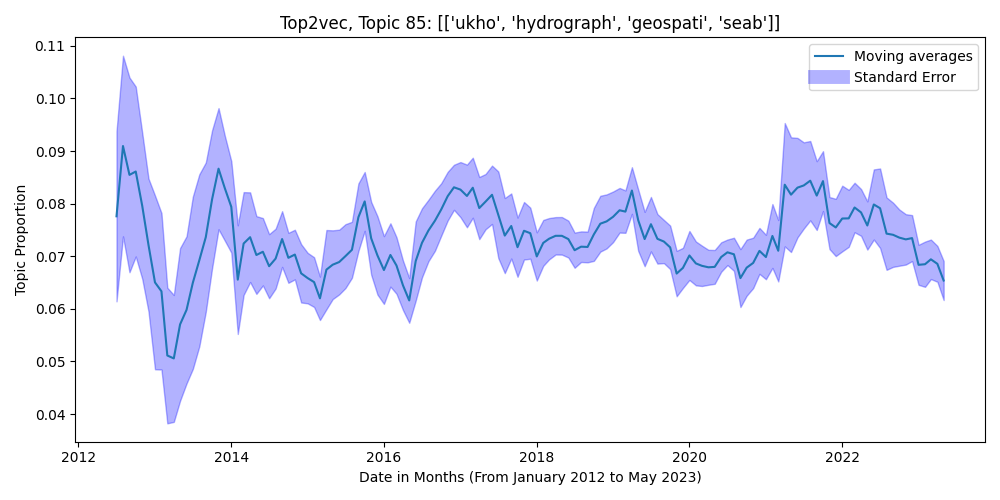 Top2vec, Topic 85: [['ukho', 'hydrograph', 'geospati', 'seab']]
Moving averages
Standard Error
Topic Proportion
0.11
0.10
0.09
0.08
0.07
0.06
0.05
0.04
2012
2014
2016
2018
2020
2022
Date in Months (From January 2012 to May 2023)